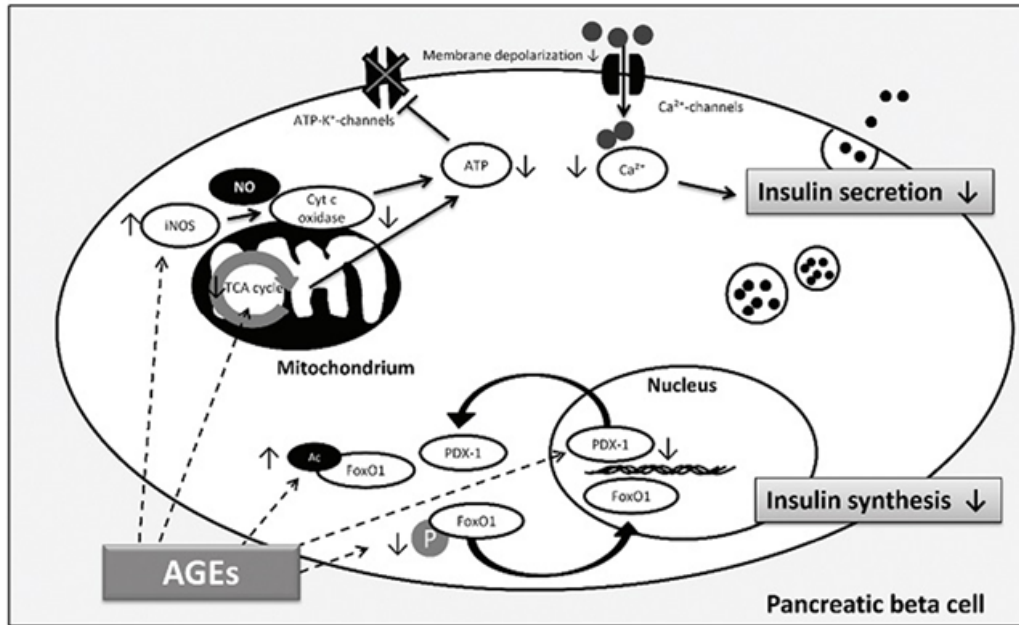 Membrane depolarization ↓
Ca²⁺-channels
ATP-K⁺-channels
ATP ↓
↓ Ca²⁺
Insulin secretion ↓
NO
↑ iNOS
Cyt c
oxidase ↓
↓ TCA cycle
Mitochondrium
Nucleus
PDX-1
PDX-1 ↓
↑ Ac
FoxO1
FoxO1
Insulin synthesis ↓
FoxO1
↓ P
AGEs
Pancreatic beta cell